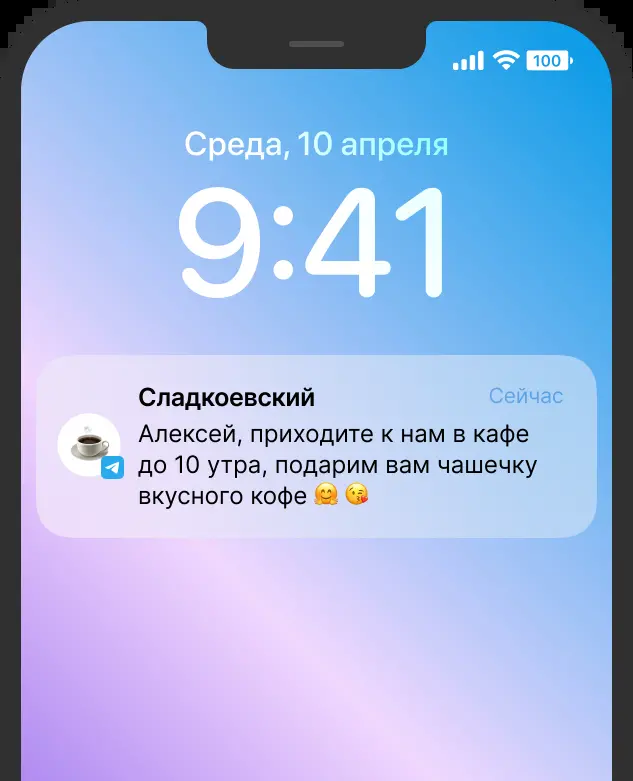 100
Среда, 10 апреля
9:41
Сладкоевский
Сейчас
Алексей, приходите к нам в кафе
до 10 утра, подарим вам чашечку
вкусного кофе 🤗 😘